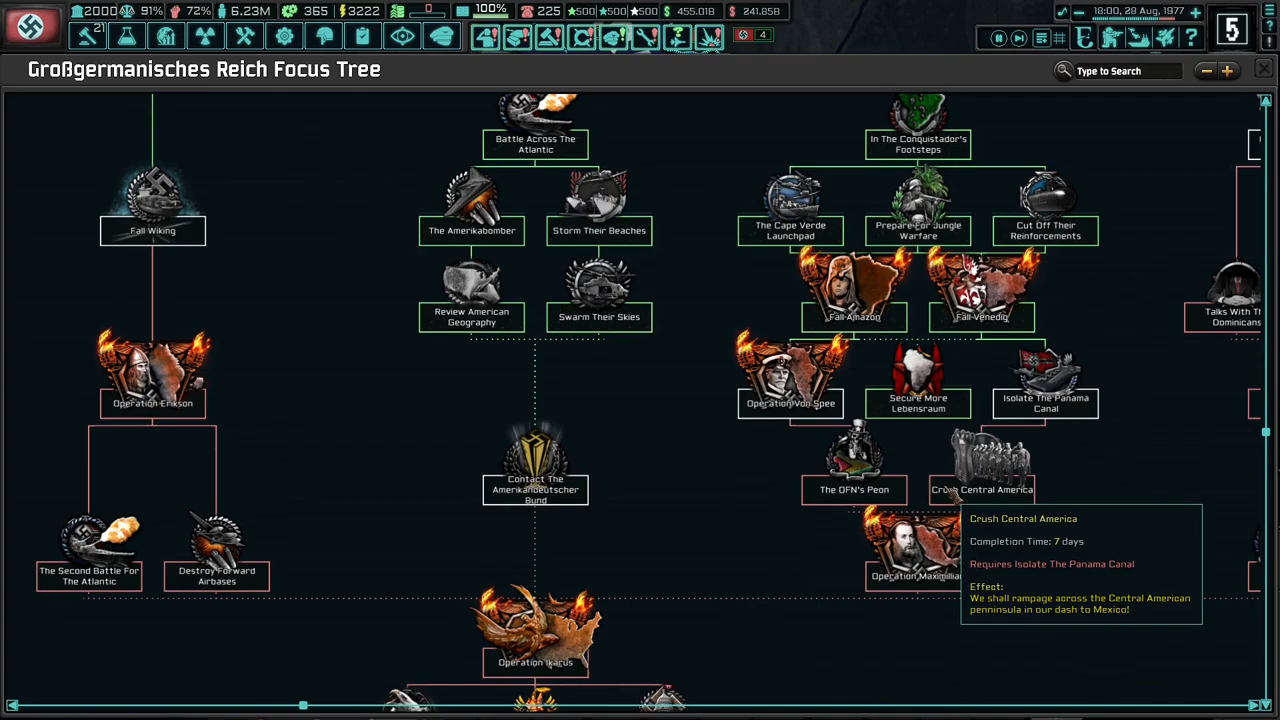 2000 91% 72% 6.23M 365 3222 0 100% 225 500 500 500 455.01B 241.85B 18:00, 28 Aug, 1977
21 4 5
Großgermanisches Reich Focus Tree
Type to Search
Battle Across The
Atlantic
In The Conquistador's
Footsteps
Fall Wiking
The Amerikabomber
Storm Their Beaches
The Cape Verde
Launchpad
Prepare For Jungle
Warfare
Cut Off Their
Reinforcements
Review American
Geography
Swarm Their Skies
Fall Amazon
Fall Venedig
Talks With Th
Dominicans
Operation Erikson
Operation Von Spee
Secure More
Lebensraum
Isolate The Panama
Canal
Contact The
Amerikandeutscher
Bund
The OFN's Peon
Crush Central America
The Second Battle For
The Atlantic
Destroy Forward
Airbases
Operation Maximillian
Crush Central America
Completion Time: 7 days
Requires Isolate The Panama Canal
Effect:
We shall rampage across the Central American
penninsula in our dash to Mexico!
Operation Ikarus